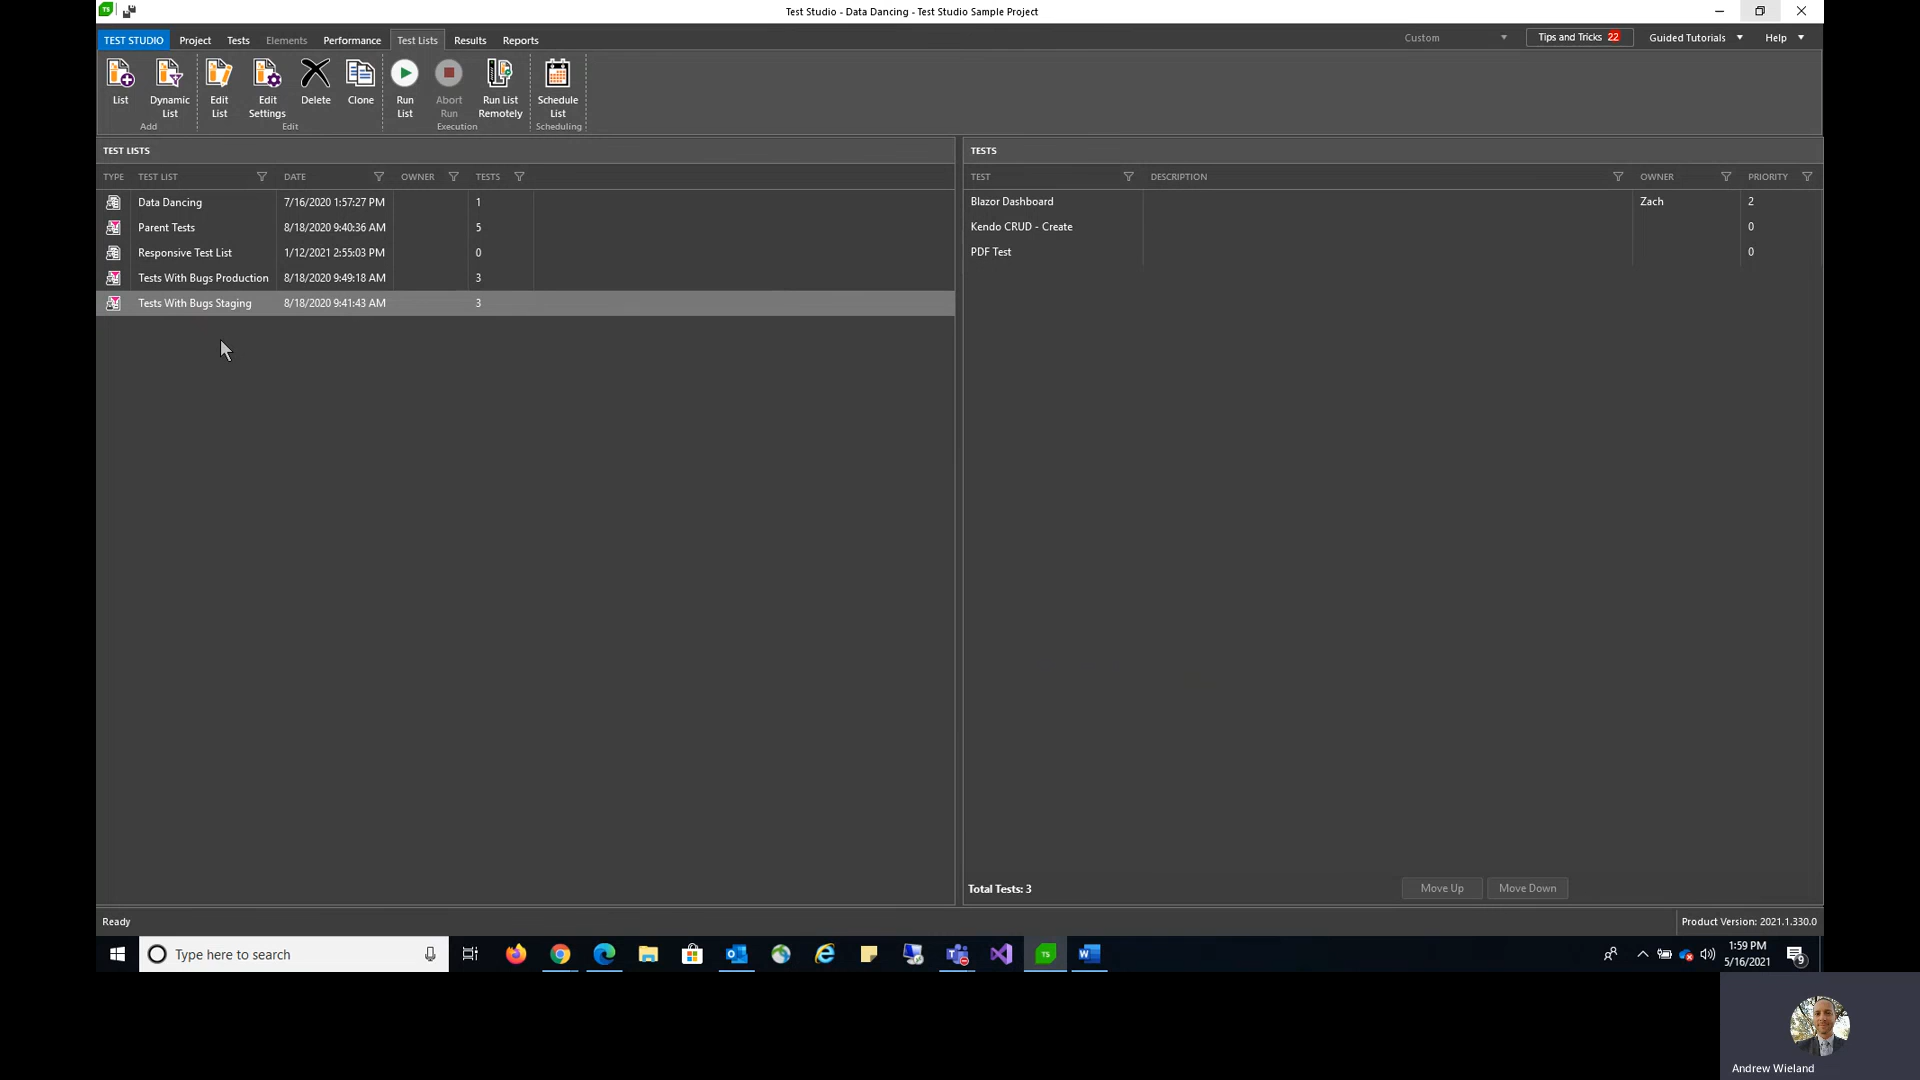 TS
Test Studio - Data Dancing - Test Studio Sample Project
TEST STUDIO Project Tests Elements Performance Test Lists Results Reports
Custom Tips and Tricks 22 Guided Tutorials Help
List
Dynamic List
Add
Edit List
Edit Settings
Delete
Clone
Edit
Run List
Abort Run
Run List Remotely
Execution
Schedule List
Scheduling
TEST LISTS
TYPE TEST LIST DATE OWNER TESTS
Data Dancing 7/16/2020 1:57:27 PM 1
Parent Tests 8/18/2020 9:40:36 AM 5
Responsive Test List 1/12/2021 2:55:03 PM 0
Tests With Bugs Production 8/18/2020 9:49:18 AM 3
Tests With Bugs Staging 8/18/2020 9:41:43 AM 3
TESTS
TEST DESCRIPTION OWNER PRIORITY
Blazor Dashboard Zach 2
Kendo CRUD - Create 0
PDF Test 0
Total Tests: 3
Move Up Move Down
Ready
Product Version: 2021.1.330.0
Type here to search
TS
1:59 PM
5/16/2021
9
Andrew Wieland